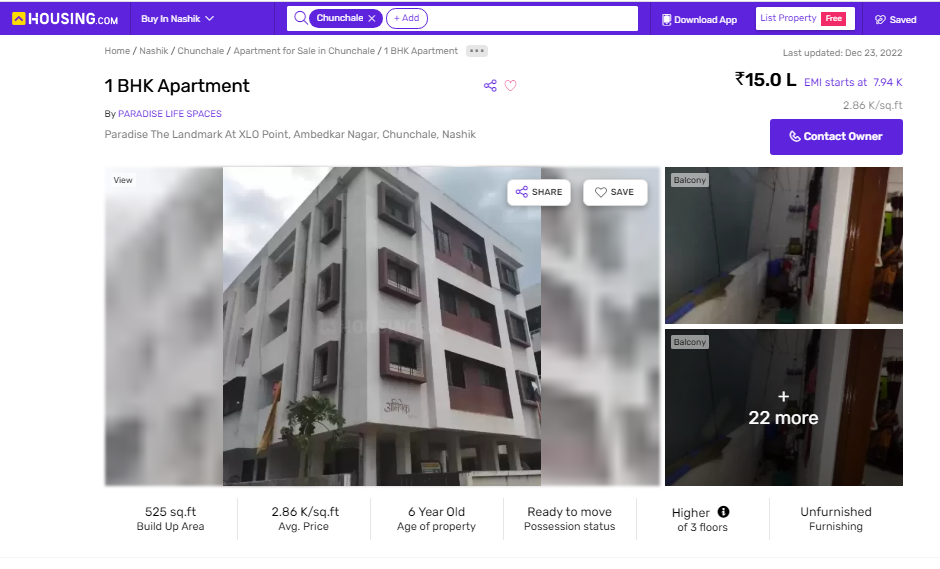 HOUSING.COM
Buy In Nashik
Chunchale ×
+ Add
Download App
List Property Free
Saved
Home / Nashik / Chunchale / Apartment for Sale in Chunchale / 1 BHK Apartment
Last updated: Dec 23, 2022
1 BHK Apartment
₹15.0 L EMI starts at 7.94 K
2.86 K/sq.ft
By PARADISE LIFE SPACES
Paradise The Landmark At XLO Point, Ambedkar Nagar, Chunchale, Nashik
Contact Owner
View
SHARE
SAVE
Balcony
HOUSING
Balcony
+
22 more
525 sq.ft
Build Up Area
2.86 K/sq.ft
Avg. Price
6 Year Old
Age of property
Ready to move
Possession status
Higher
of 3 floors
Unfurnished
Furnishing